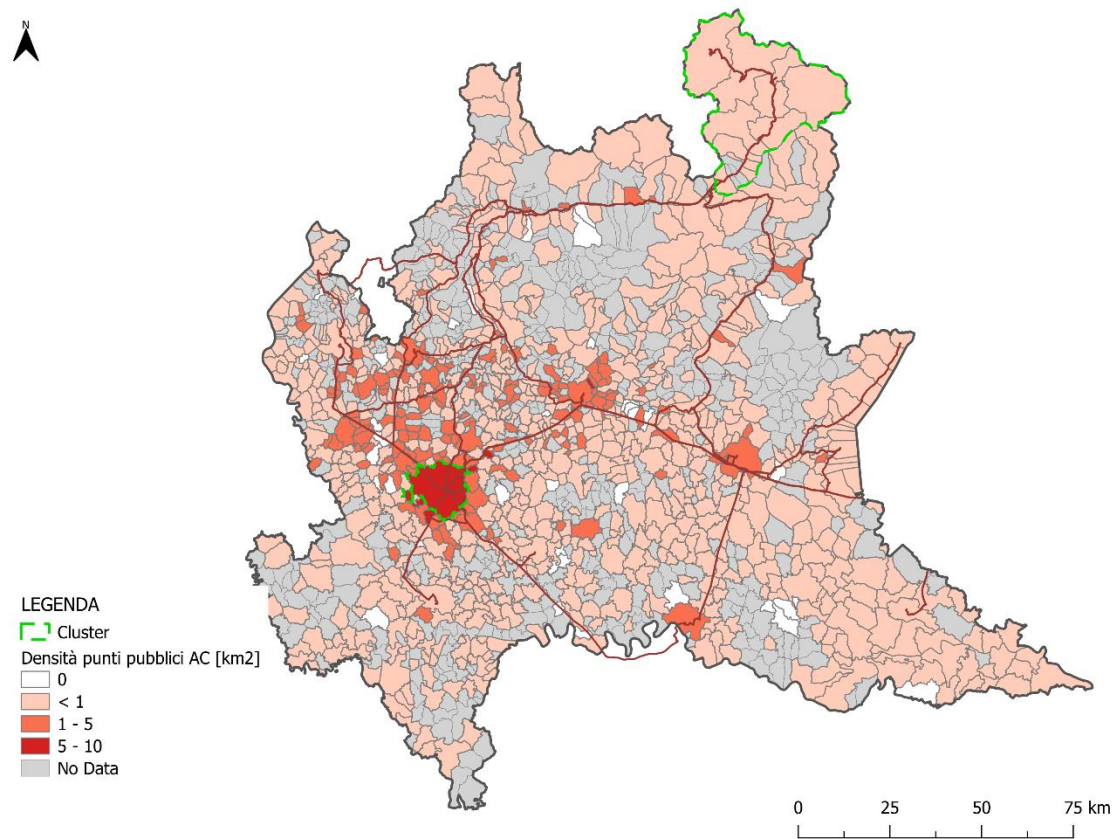 N
LEGENDA
Cluster
Densità punti pubblici AC [km2]
0
< 1
1 - 5
5 - 10
No Data
0 25 50 75 km